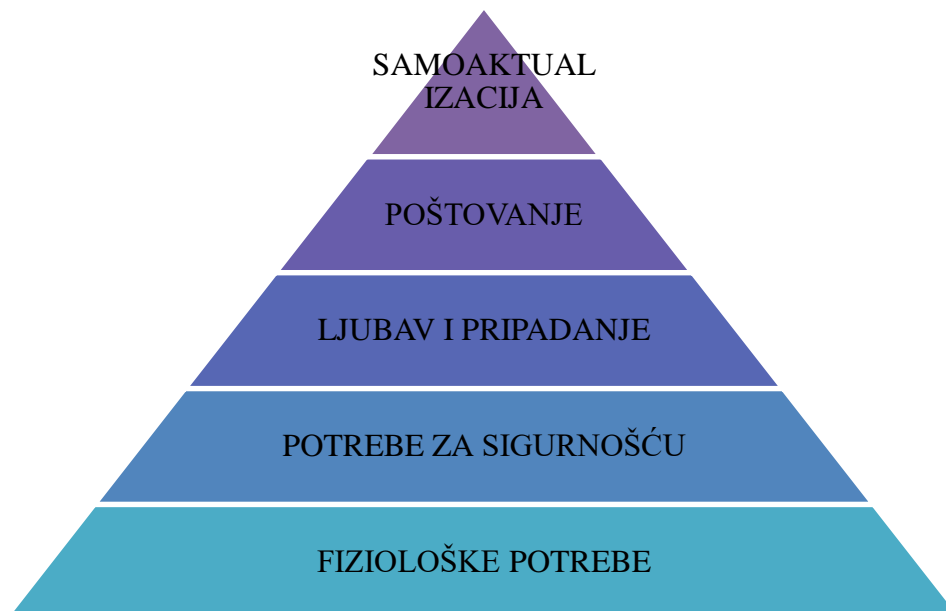 SAMOAKTUAL
IZACIJA
POŠTOVANJE
LJUBAV I PRIPADANJE
POTREBE ZA SIGURNOŠĆU
FIZIOLOŠKE POTREBE